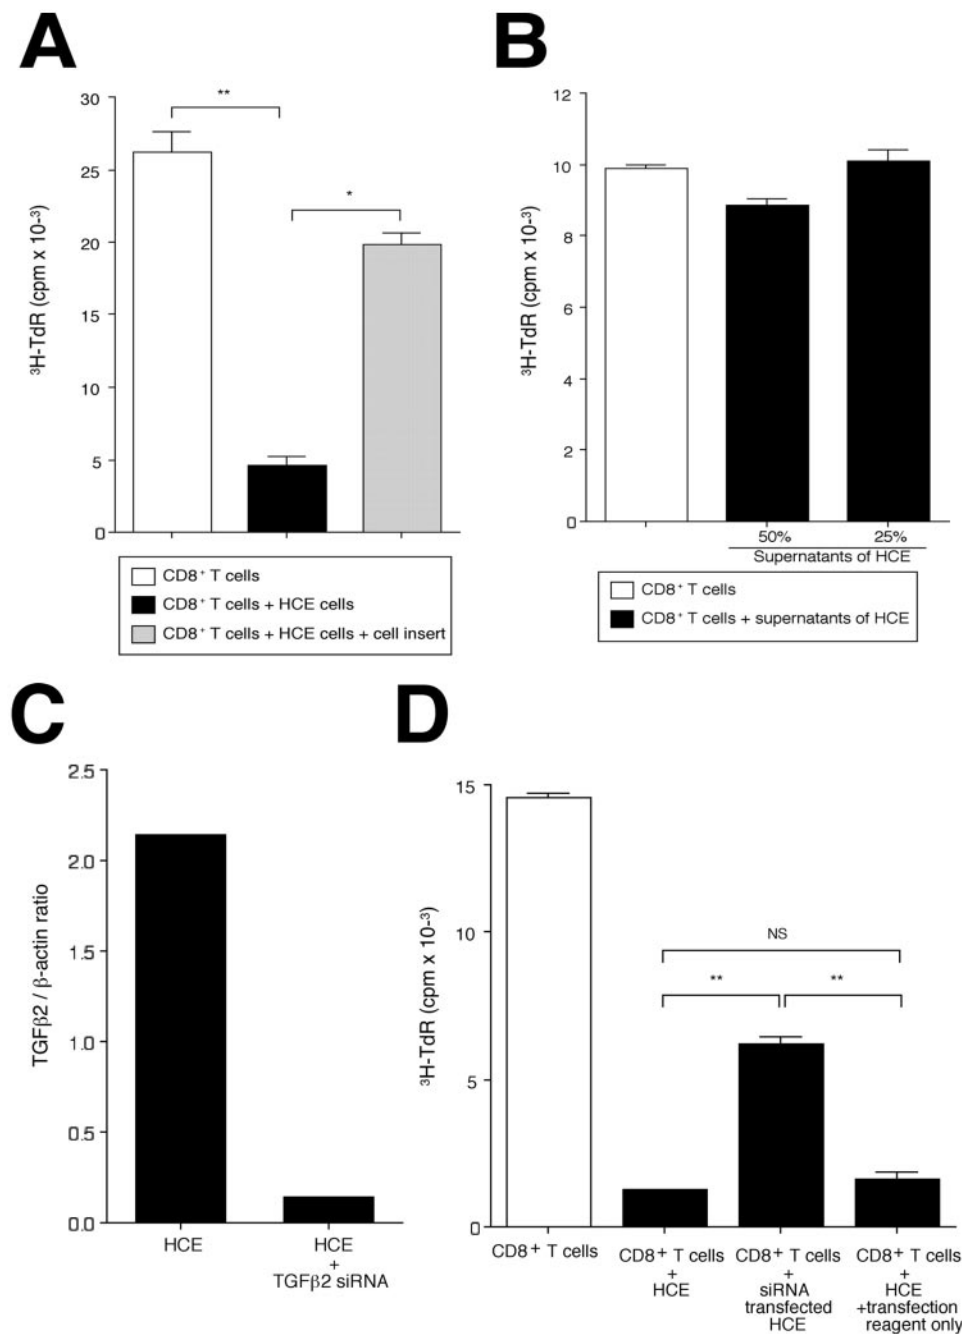 A
³H-TdR (cpm x 10⁻³)
30
25
20
15
10
5
0
**
*
CD8⁺ T cells
CD8⁺ T cells + HCE cells
CD8⁺ T cells + HCE cells + cell insert
B
³H-TdR (cpm x 10⁻³)
12
10
8
6
4
2
0
50% 25%
Supernatants of HCE
CD8⁺ T cells
CD8⁺ T cells + supernatants of HCE
C
TGFβ2 / β-actin ratio
2.5
2.0
1.5
1.0
0.5
0.0
HCE
HCE
+
TGFβ2 siRNA
D
³H-TdR (cpm x 10⁻³)
15
10
5
0
NS
** **
CD8⁺ T cells
CD8⁺ T cells
+
HCE
CD8⁺ T cells
+
siRNA
transfected
HCE
CD8⁺ T cells
+
HCE
+transfection
reagent only